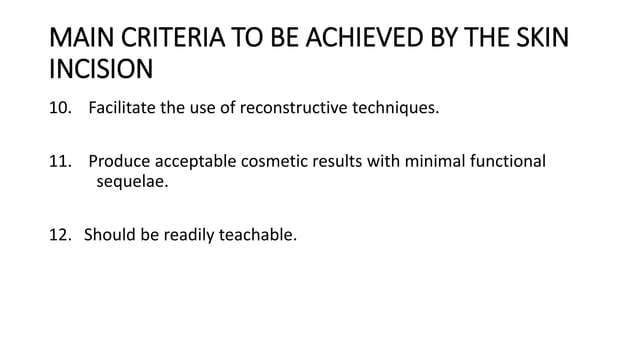 MAIN CRITERIA TO BE ACHIEVED BY THE SKIN
INCISION
10. Facilitate the use of reconstructive techniques.
11. Produce acceptable cosmetic results with minimal functional
sequelae.
12. Should be readily teachable.